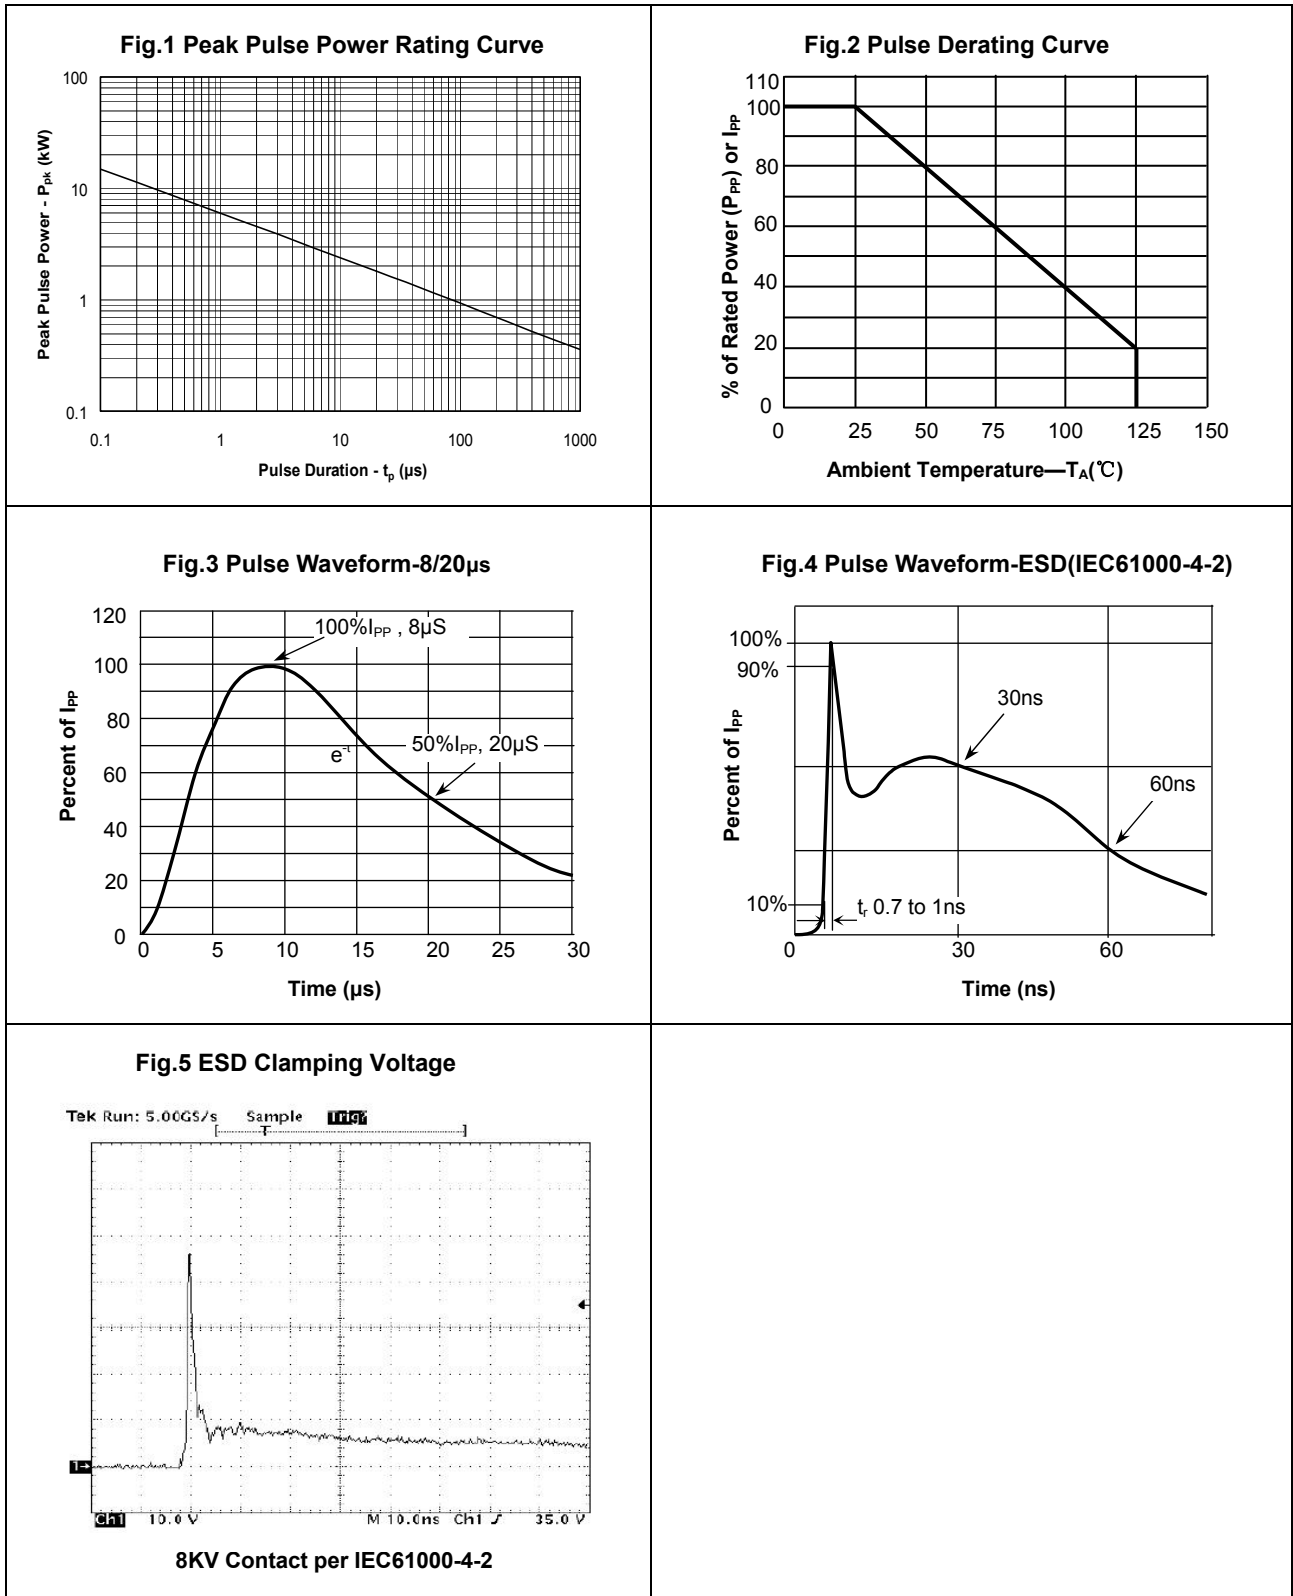 Fig.1 Peak Pulse Power Rating Curve
Peak Pulse Power - Ppk (kW)
100
10
1
0.1
0.1 1 10 100 1000
Pulse Duration - tp (µs)
Fig.2 Pulse Derating Curve
% of Rated Power (PPP) or IPP
110
100
80
60
40
20
0
0 25 50 75 100 125 150
Ambient Temperature—TA(℃)
Fig.3 Pulse Waveform-8/20µs
Percent of IPP
120
100
80
60
40
20
0
100%IPP , 8µS
e-t
50%IPP, 20µS
0 5 10 15 20 25 30
Time (µs)
Fig.4 Pulse Waveform-ESD(IEC61000-4-2)
Percent of IPP
100%
90%
10%
30ns
60ns
tr 0.7 to 1ns
0 30 60
Time (ns)
Fig.5 ESD Clamping Voltage
Tek Run: 5.00GS/s Sample Trig?
T
1
Ch1 10.0 V M 10.0ns Ch1 35.0 V
8KV Contact per IEC61000-4-2